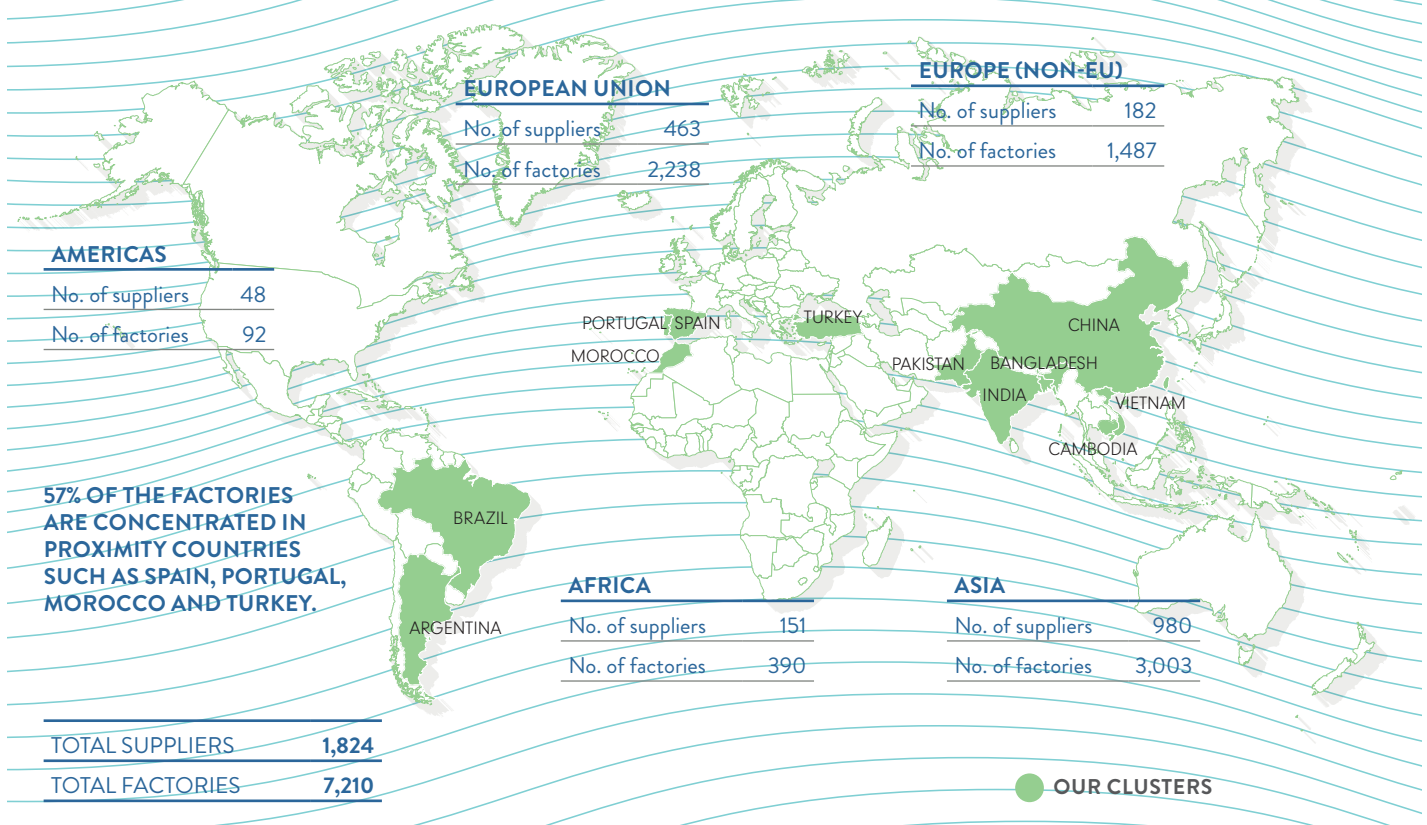 EUROPEAN UNION
No. of suppliers 463
No. of factories 2,238
EUROPE (NON-EU)
No. of suppliers 182
No. of factories 1,487
AMERICAS
No. of suppliers 48
No. of factories 92
PORTUGAL
SPAIN
TURKEY
MOROCCO
CHINA
PAKISTAN
BANGLADESH
INDIA
VIETNAM
CAMBODIA
57% OF THE FACTORIES
ARE CONCENTRATED IN
PROXIMITY COUNTRIES
SUCH AS SPAIN, PORTUGAL,
MOROCCO AND TURKEY.
BRAZIL
ARGENTINA
AFRICA
No. of suppliers 151
No. of factories 390
ASIA
No. of suppliers 980
No. of factories 3,003
TOTAL SUPPLIERS 1,824
TOTAL FACTORIES 7,210
OUR CLUSTERS